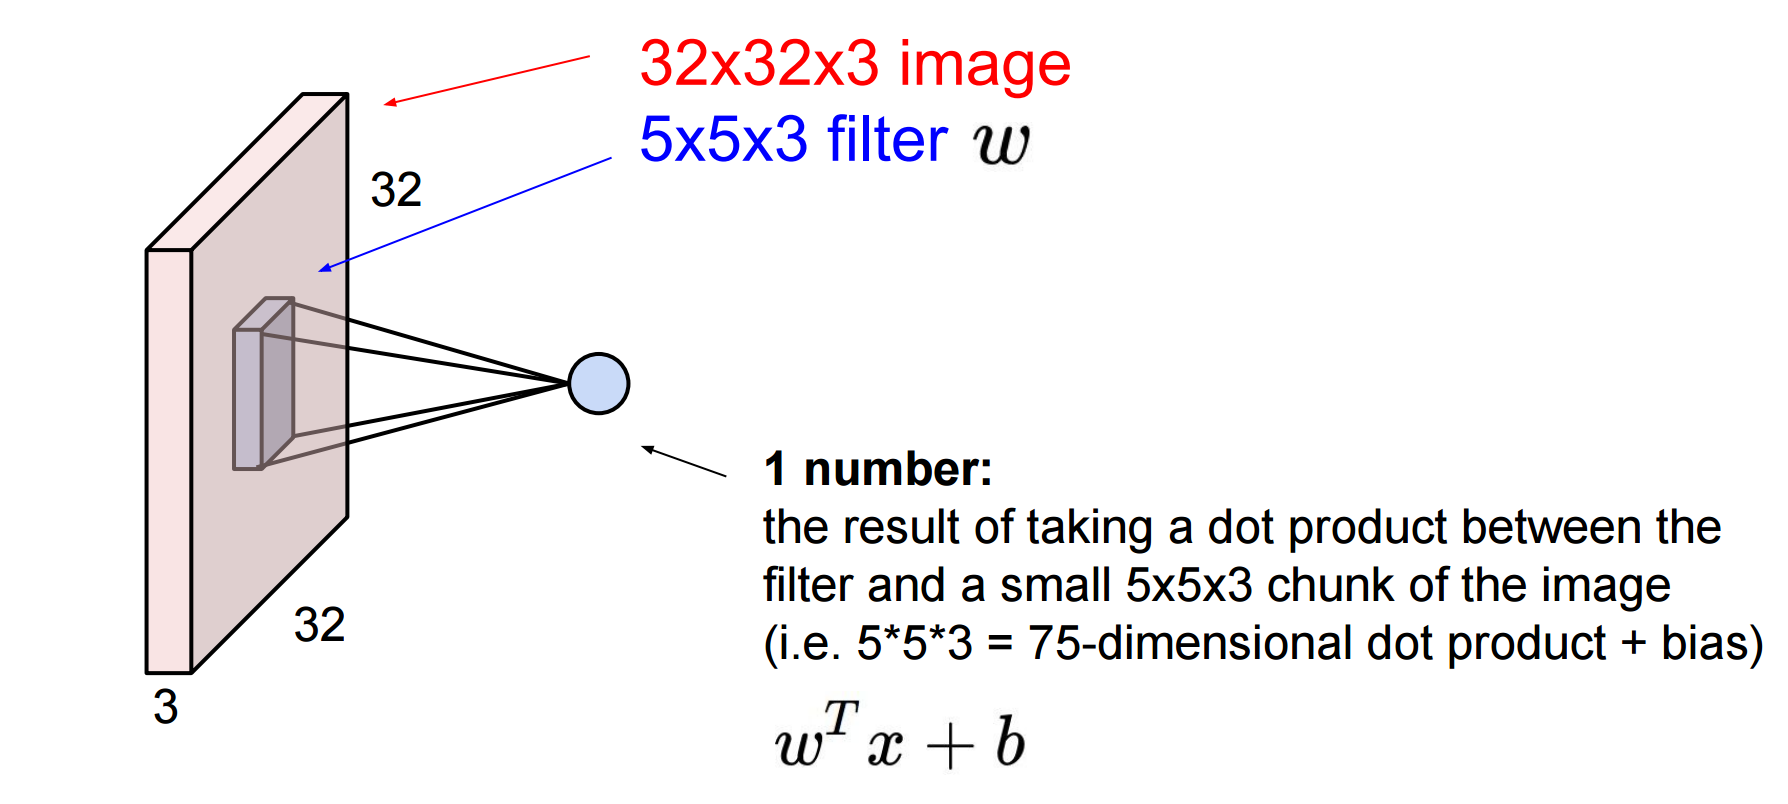 32x32x3 image
5x5x3 filter w
32
32
3
1 number:
the result of taking a dot product between the
filter and a small 5x5x3 chunk of the image
(i.e. 5*5*3 = 75-dimensional dot product + bias)
w^T x + b